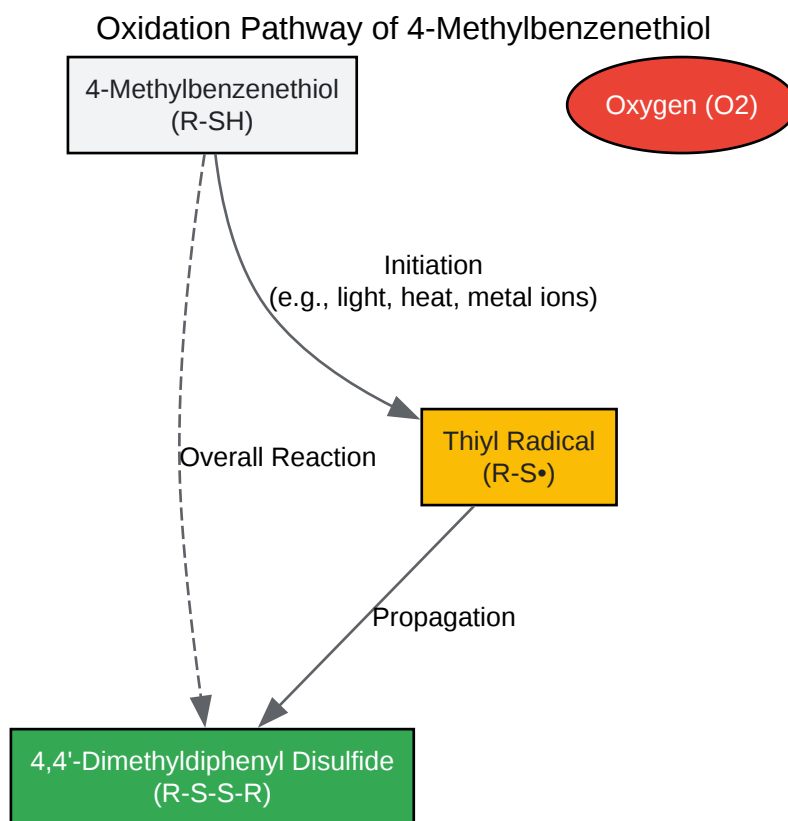 Oxidation Pathway of 4-Methylbenzenethiol
4-Methylbenzenethiol
(R-SH)
Oxygen (O2)
Initiation
(e.g., light, heat, metal ions)
Thiyl Radical
(R-S•)
Overall Reaction
Propagation
4,4'-Dimethyldiphenyl Disulfide
(R-S-S-R)